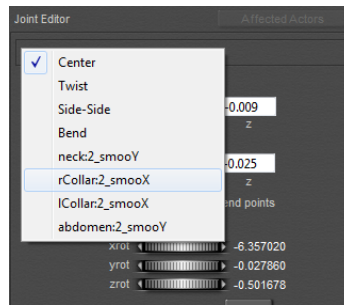 Joint Editor Affected Actors
Center
Twist
Side-Side
-0.009
Bend
z
neck:2_smooY
-0.025
rCollar:2_smooX
z
lCollar:2_smooX
end points
abdomen:2_smooY
xrot -6.357020
yrot -0.027860
zrot -0.501678